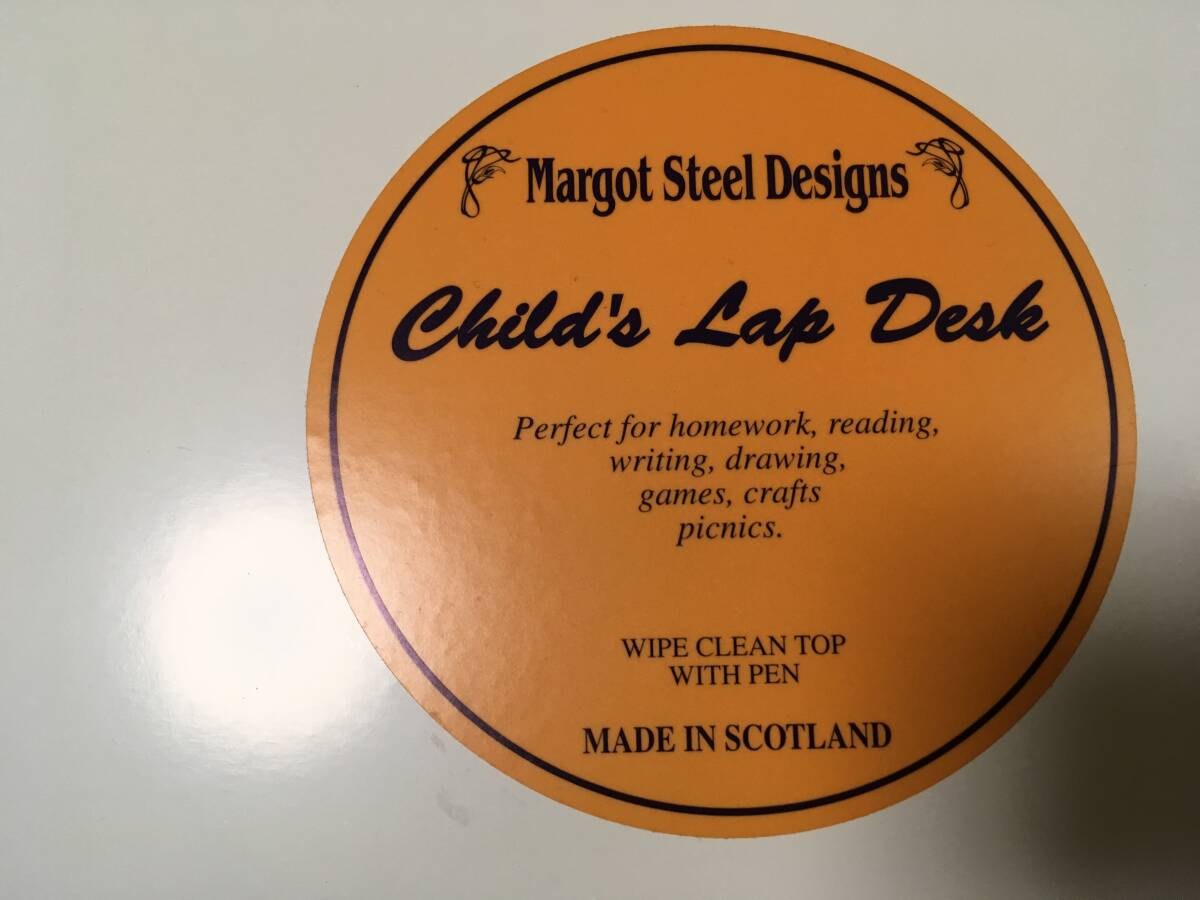 Margot Steel Designs
Child's Lap Desk
Perfect for homework, reading,
writing, drawing,
games, crafts
picnics.
WIPE CLEAN TOP
WITH PEN
MADE IN SCOTLAND